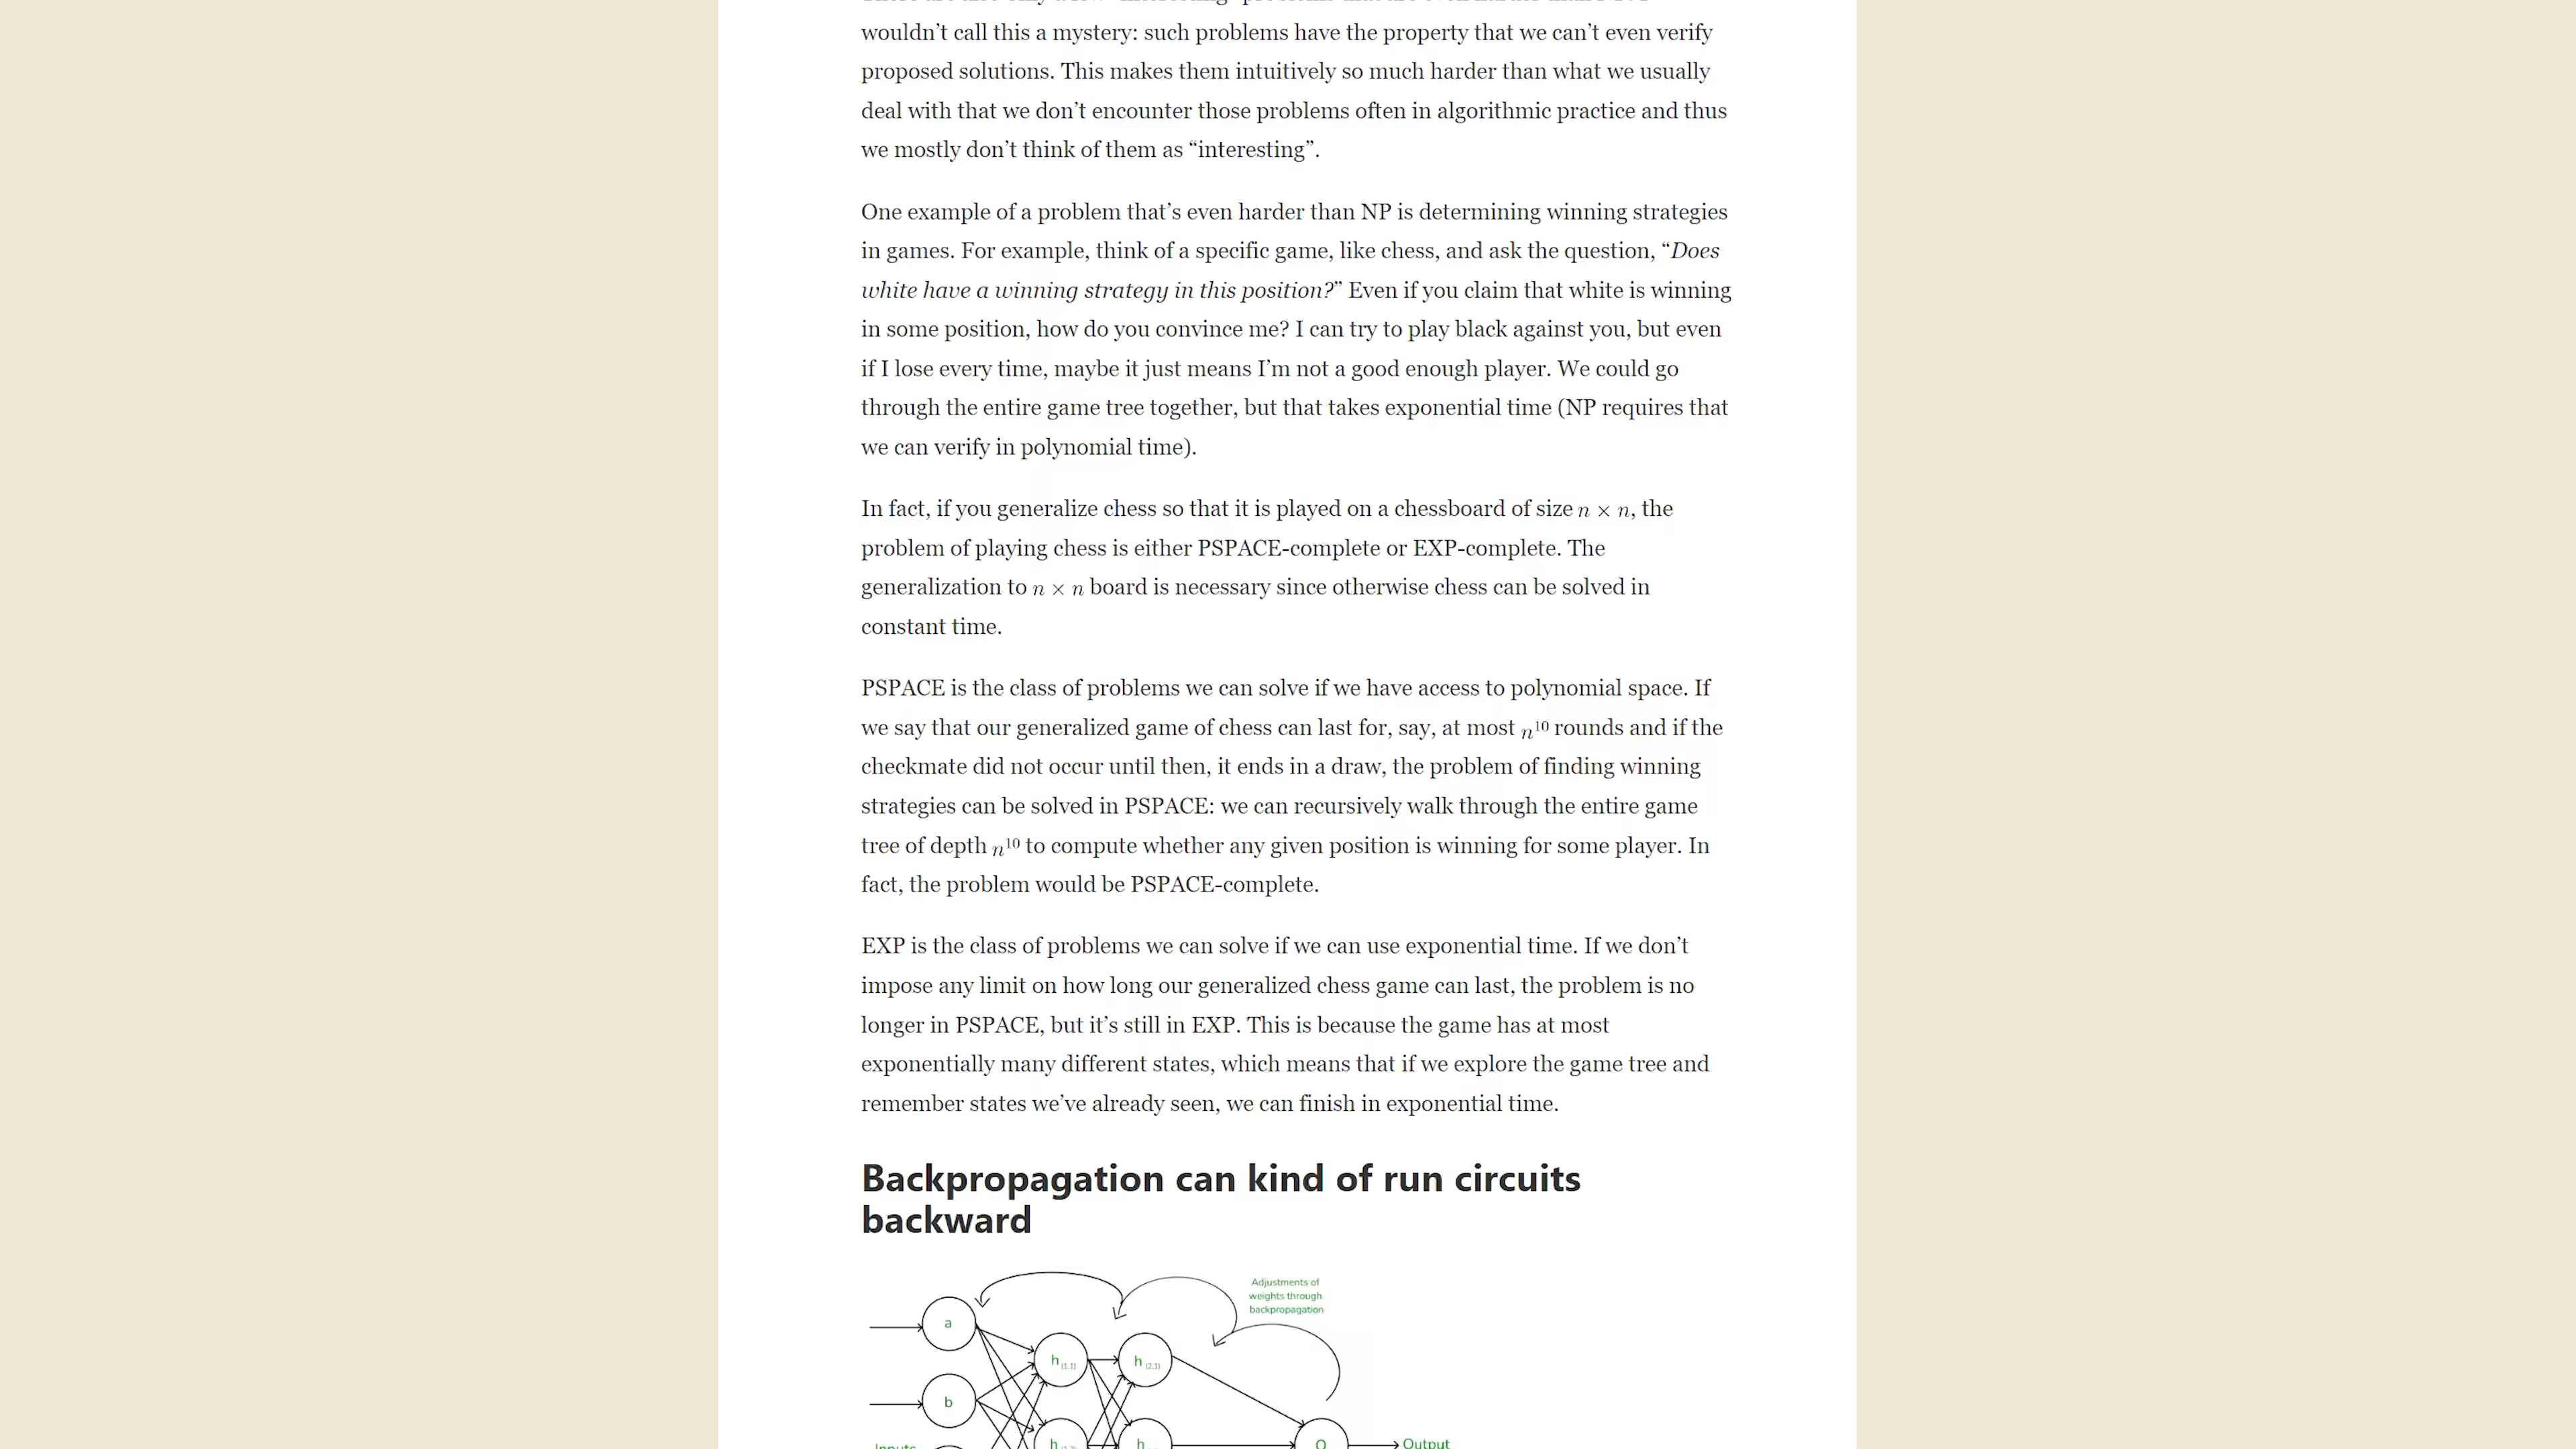 wouldn’t call this a mystery: such problems have the property that we can’t even verify
proposed solutions. This makes them intuitively so much harder than what we usually
deal with that we don’t encounter those problems often in algorithmic practice and thus
we mostly don’t think of them as “interesting”.
One example of a problem that’s even harder than NP is determining winning strategies
in games. For example, think of a specific game, like chess, and ask the question, “Does
white have a winning strategy in this position?” Even if you claim that white is winning
in some position, how do you convince me? I can try to play black against you, but even
if I lose every time, maybe it just means I’m not a good enough player. We could go
through the entire game tree together, but that takes exponential time (NP requires that
we can verify in polynomial time).
In fact, if you generalize chess so that it is played on a chessboard of size n × n, the
problem of playing chess is either PSPACE-complete or EXP-complete. The
generalization to n × n board is necessary since otherwise chess can be solved in
constant time.
PSPACE is the class of problems we can solve if we have access to polynomial space. If
we say that our generalized game of chess can last for, say, at most n¹⁰ rounds and if the
checkmate did not occur until then, it ends in a draw, the problem of finding winning
strategies can be solved in PSPACE: we can recursively walk through the entire game
tree of depth n¹⁰ to compute whether any given position is winning for some player. In
fact, the problem would be PSPACE-complete.
EXP is the class of problems we can solve if we can use exponential time. If we don’t
impose any limit on how long our generalized chess game can last, the problem is no
longer in PSPACE, but it’s still in EXP. This is because the game has at most
exponentially many different states, which means that if we explore the game tree and
remember states we’ve already seen, we can finish in exponential time.
Backpropagation can kind of run circuits
backward
Adjustments of
weights through
backpropagation
a
h (1,1)
h (2,1)
b
h
h
O
Output